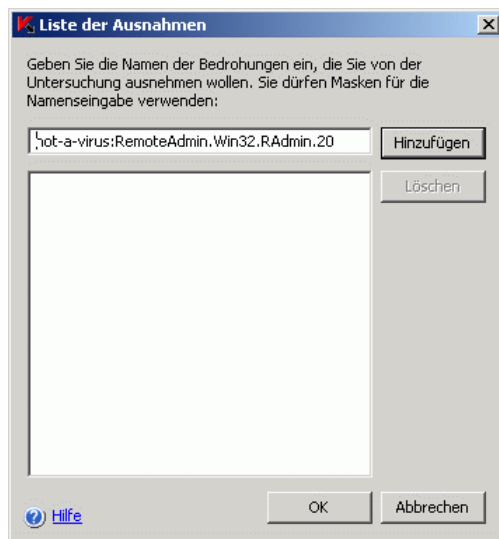 Liste der Ausnahmen
Geben Sie die Namen der Bedrohungen ein, die Sie von der
Untersuchung ausnehmen wollen. Sie dürfen Masken für die
Namenseingabe verwenden:
not-a-virus:RemoteAdmin.Win32.RAdmin.20
Hinzufügen
Löschen
Hilfe
OK
Abbrechen